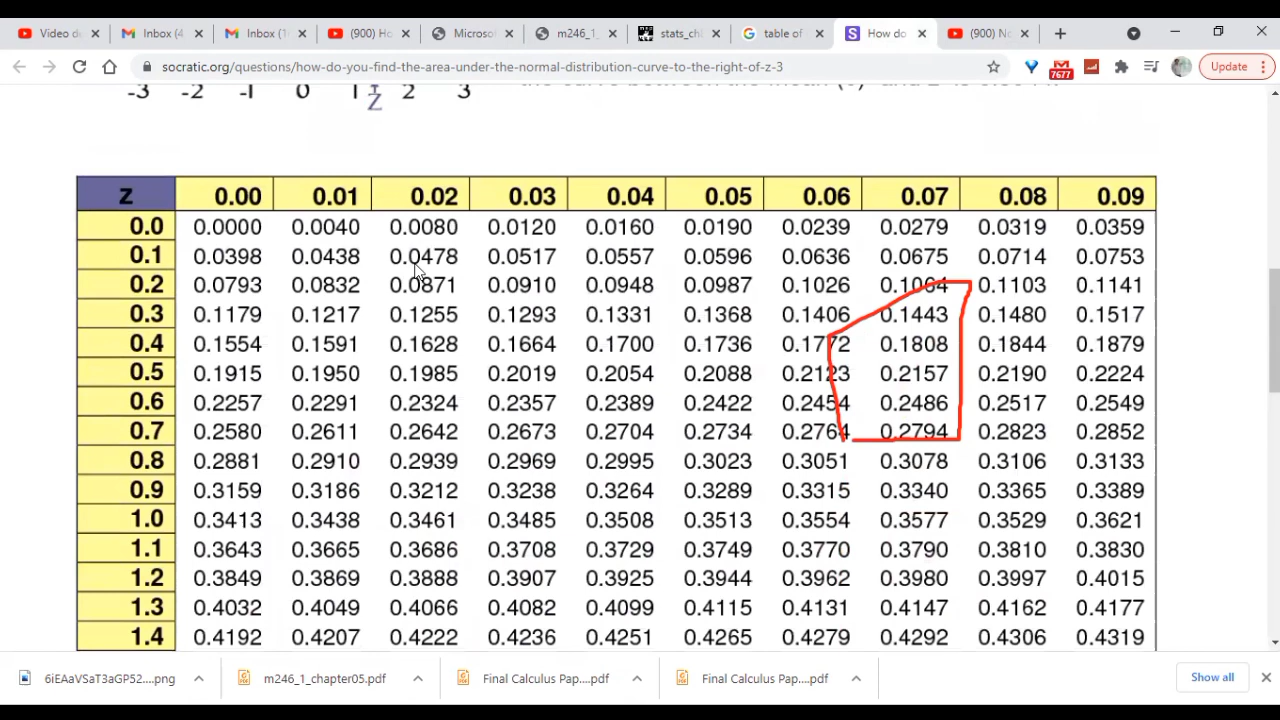 Video d
Inbox (4
Inbox (1
(900) Ho
Microso
m246_1_
stats_ch
table of
How do
(900) N
socratic.org/questions/how-do-you-find-the-area-under-the-normal-distribution-curve-to-the-right-of-z-3
7677
Update
-3 -2 -1 0 1 Z 2 3
z 0.00 0.01 0.02 0.03 0.04 0.05 0.06 0.07 0.08 0.09
0.0 0.0000 0.0040 0.0080 0.0120 0.0160 0.0190 0.0239 0.0279 0.0319 0.0359
0.1 0.0398 0.0438 0.0478 0.0517 0.0557 0.0596 0.0636 0.0675 0.0714 0.0753
0.2 0.0793 0.0832 0.0871 0.0910 0.0948 0.0987 0.1026 0.1064 0.1103 0.1141
0.3 0.1179 0.1217 0.1255 0.1293 0.1331 0.1368 0.1406 0.1443 0.1480 0.1517
0.4 0.1554 0.1591 0.1628 0.1664 0.1700 0.1736 0.1772 0.1808 0.1844 0.1879
0.5 0.1915 0.1950 0.1985 0.2019 0.2054 0.2088 0.2123 0.2157 0.2190 0.2224
0.6 0.2257 0.2291 0.2324 0.2357 0.2389 0.2422 0.2454 0.2486 0.2517 0.2549
0.7 0.2580 0.2611 0.2642 0.2673 0.2704 0.2734 0.2764 0.2794 0.2823 0.2852
0.8 0.2881 0.2910 0.2939 0.2969 0.2995 0.3023 0.3051 0.3078 0.3106 0.3133
0.9 0.3159 0.3186 0.3212 0.3238 0.3264 0.3289 0.3315 0.3340 0.3365 0.3389
1.0 0.3413 0.3438 0.3461 0.3485 0.3508 0.3513 0.3554 0.3577 0.3529 0.3621
1.1 0.3643 0.3665 0.3686 0.3708 0.3729 0.3749 0.3770 0.3790 0.3810 0.3830
1.2 0.3849 0.3869 0.3888 0.3907 0.3925 0.3944 0.3962 0.3980 0.3997 0.4015
1.3 0.4032 0.4049 0.4066 0.4082 0.4099 0.4115 0.4131 0.4147 0.4162 0.4177
1.4 0.4192 0.4207 0.4222 0.4236 0.4251 0.4265 0.4279 0.4292 0.4306 0.4319
6iEAaVSaT3aGP52....png
m246_1_chapter05.pdf
Final Calculus Pap....pdf
Final Calculus Pap....pdf
Show all